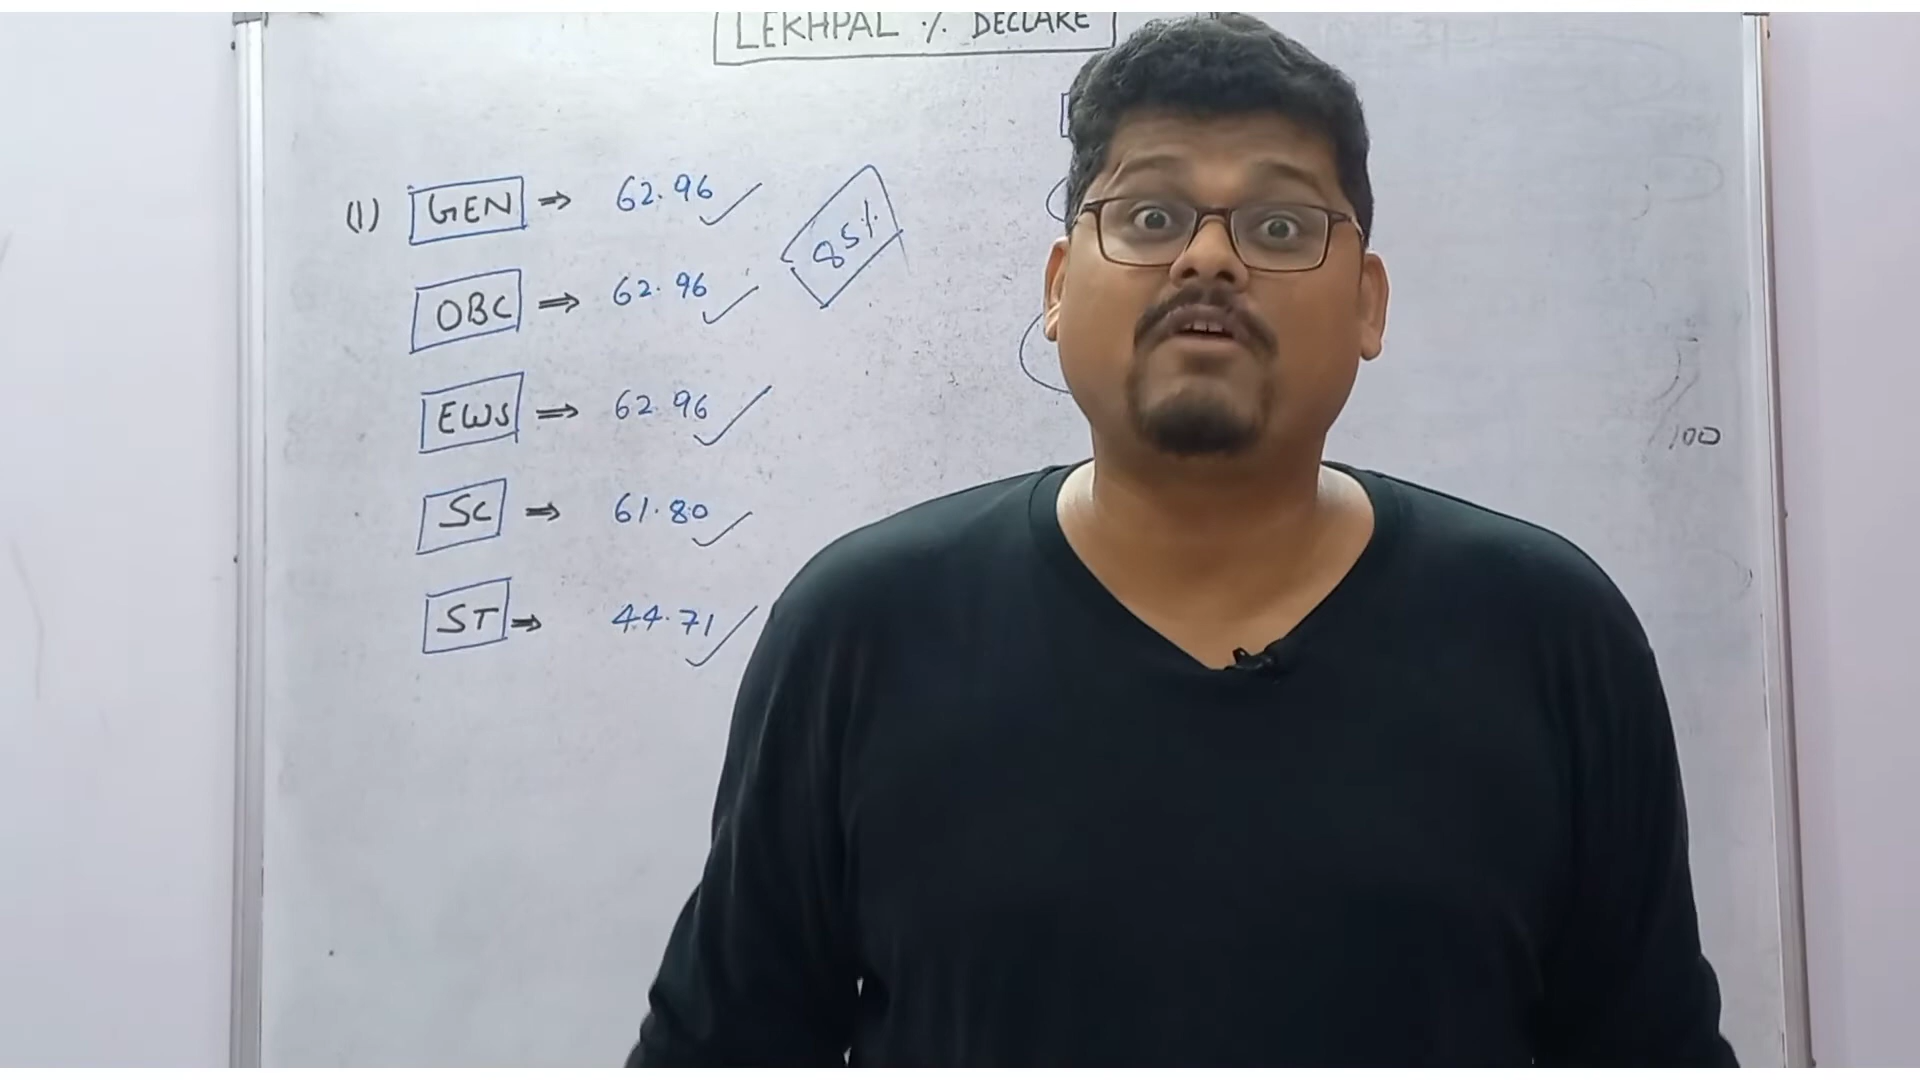 LEKHPAL % DECLARE
(1) GEN ⇒ 62.96 ✓
85%
OBC ⇒ 62.96 ✓
EWS ⇒ 62.96 ✓
SC ⇒ 61.80 ✓
ST ⇒ 44.71 ✓
/100